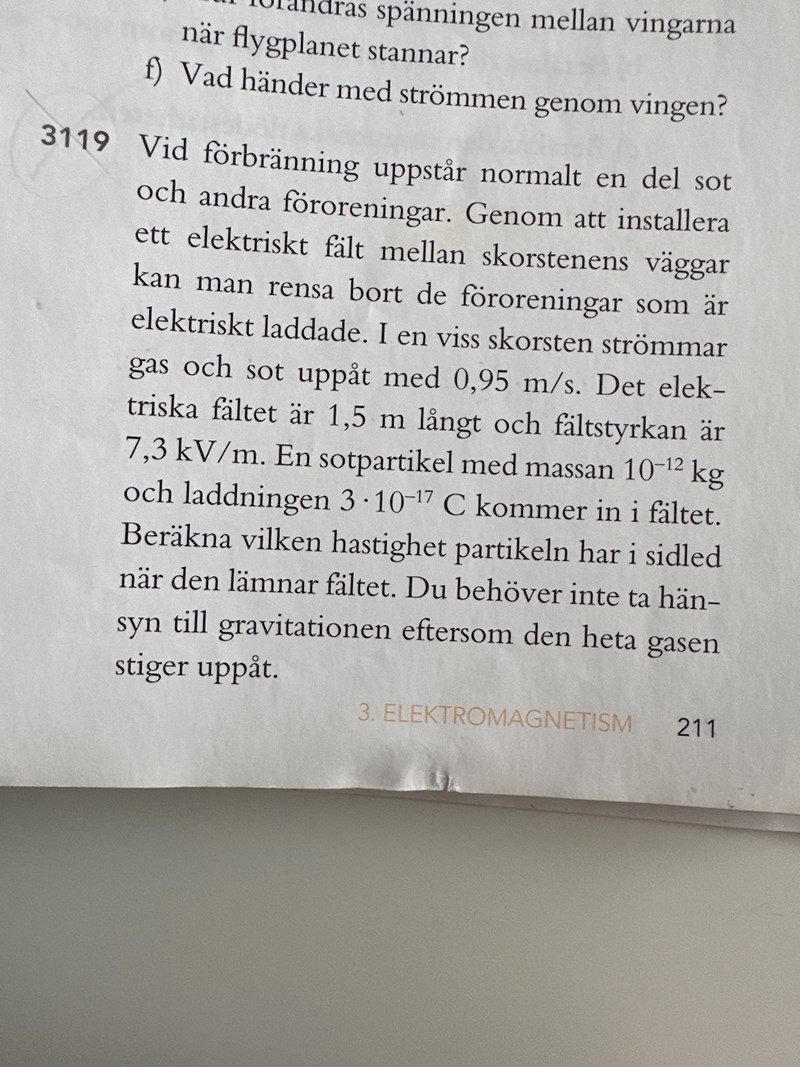 förändras spänningen mellan vingarna
när flygplanet stannar?
f) Vad händer med strömmen genom vingen?
3119 Vid förbränning uppstår normalt en del sot
och andra föroreningar. Genom att installera
ett elektriskt fält mellan skorstenens väggar
kan man rensa bort de föroreningar som är
elektriskt laddade. I en viss skorsten strömmar
gas och sot uppåt med 0,95 m/s. Det elek-
triska fältet är 1,5 m långt och fältstyrkan är
7,3 kV/m. En sotpartikel med massan 10⁻¹² kg
och laddningen 3 · 10⁻¹⁷ C kommer in i fältet.
Beräkna vilken hastighet partikeln har i sidled
när den lämnar fältet. Du behöver inte ta hän-
syn till gravitationen eftersom den heta gasen
stiger uppåt.
3. ELEKTROMAGNETISM 211